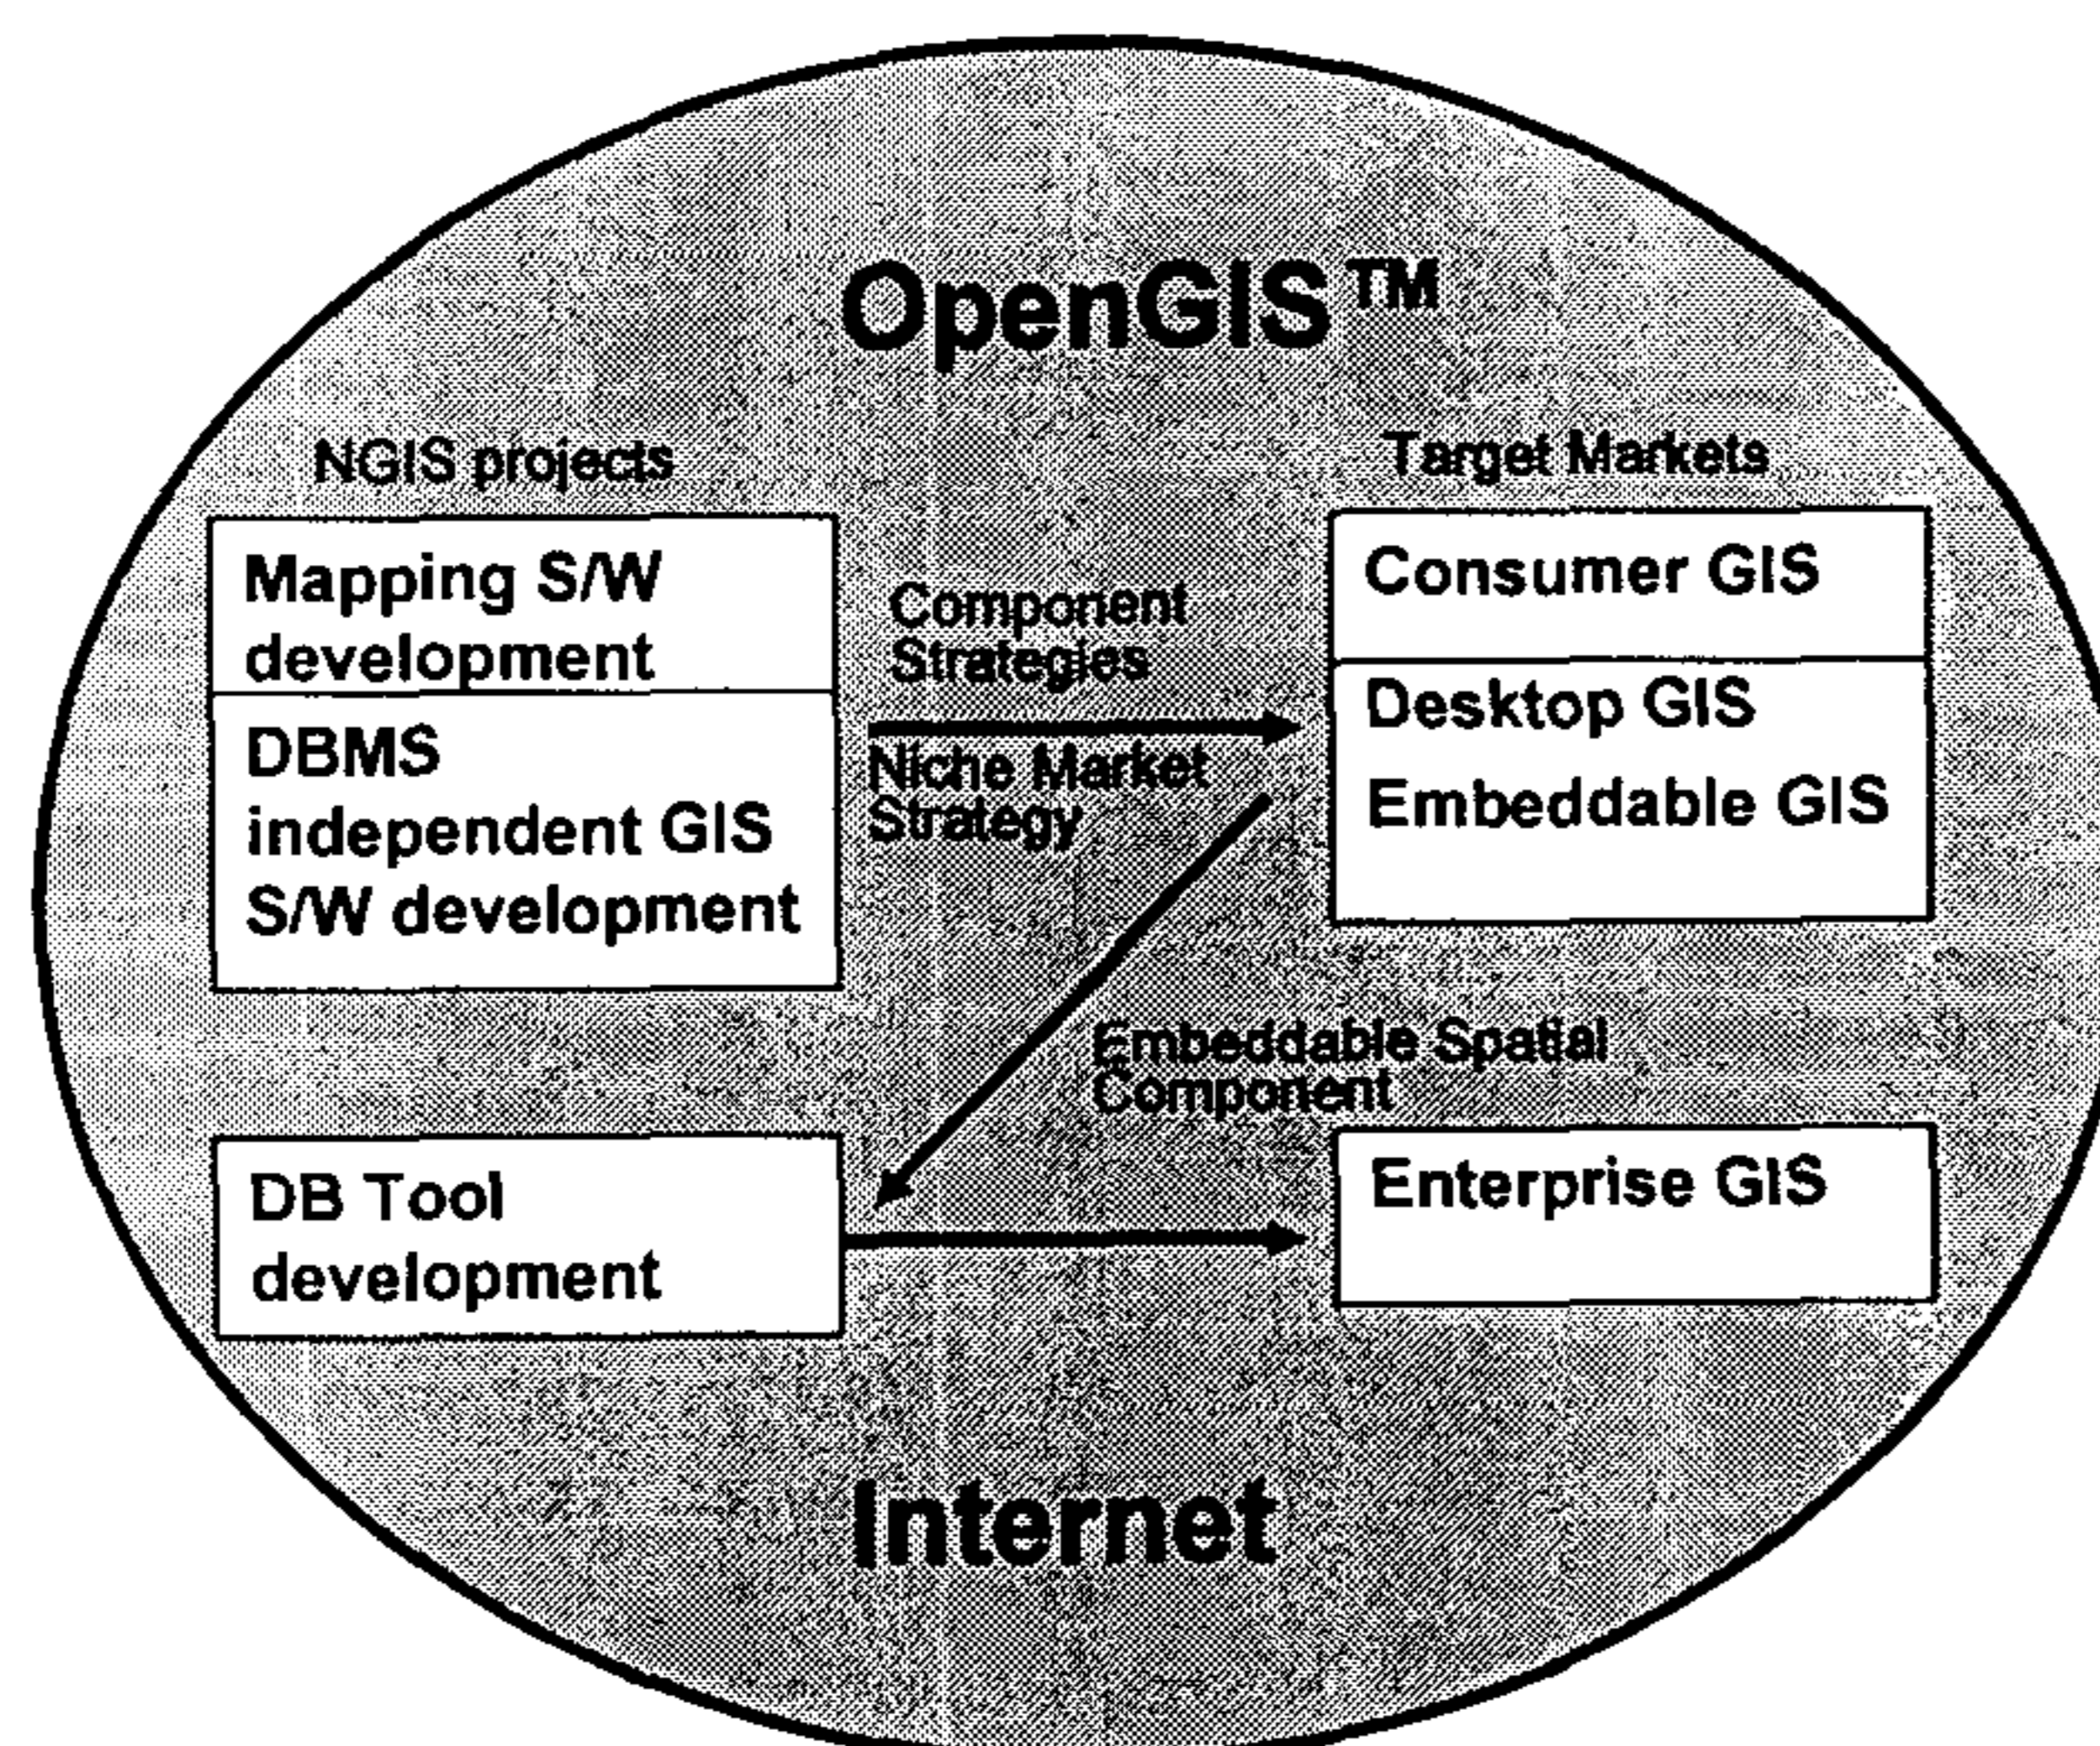 OpenGIS™
NGIS projects
Target Markets
Mapping S/W
development
DBMS
independent GIS
S/W development
Component
Strategies
Niche Market
Strategy
Consumer GIS
Desktop GIS
Embeddable GIS
Embeddable Spatial
Component
DB Tool
development
Enterprise GIS
Internet